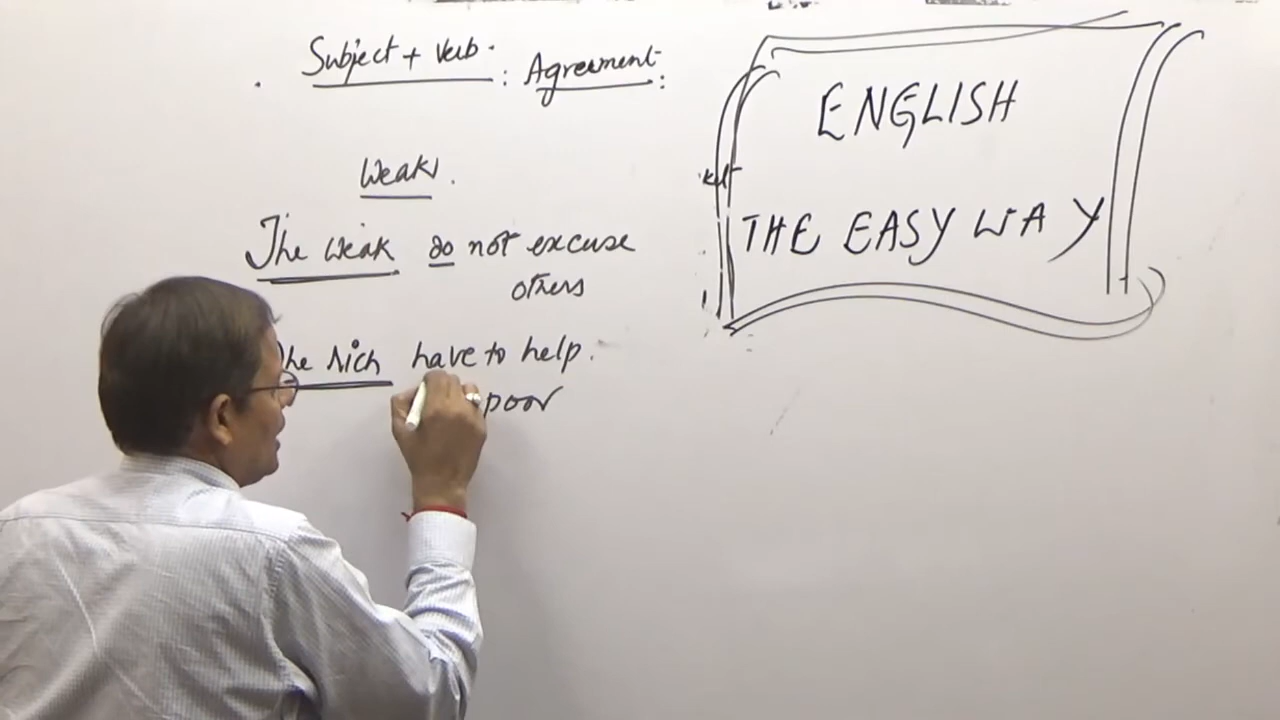 Subject + Verb : Agreement :
Weak.
The weak do not excuse
others
The rich have to help.
poor
ENGLISH
THE EASY WAY